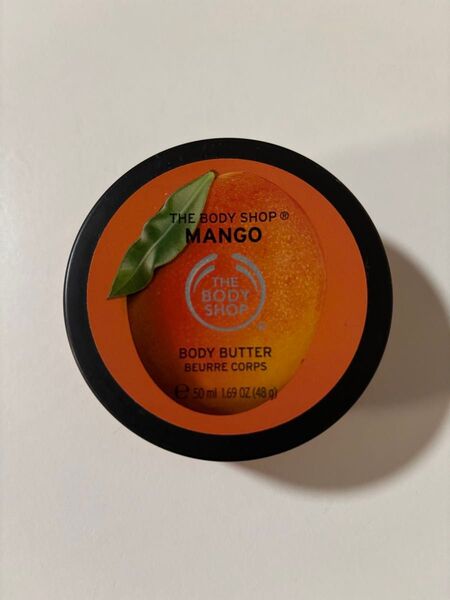 THE BODY SHOP ®
MANGO
THE
BODY
SHOP
®
BODY BUTTER
BEURRE CORPS
℮ 50 ml 1.69 OZ (48 g)